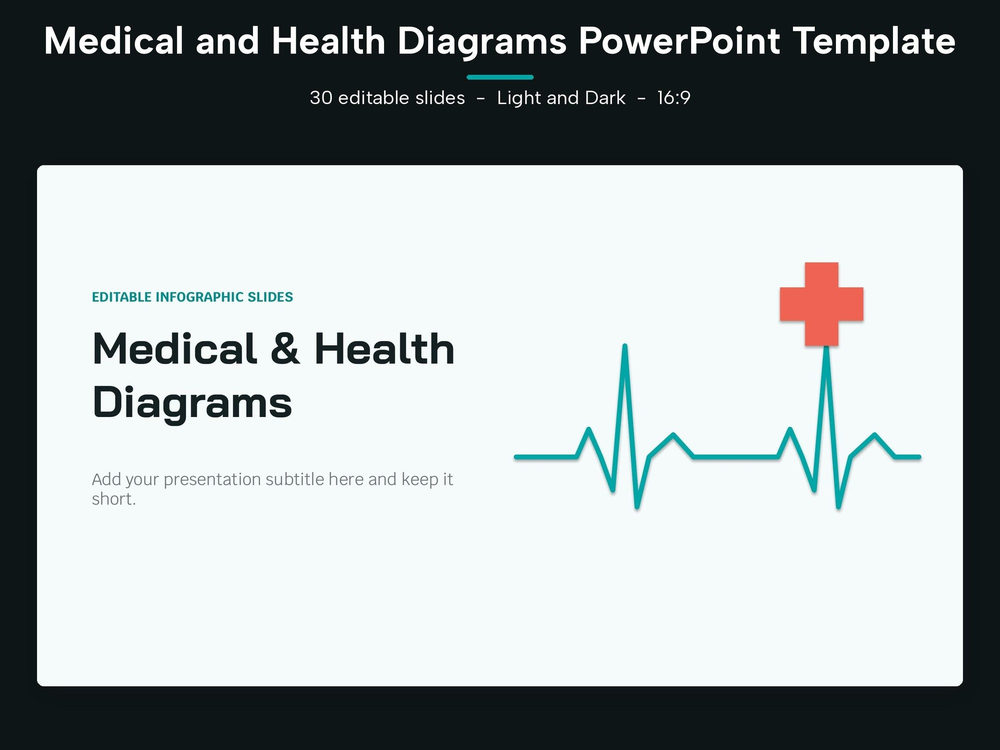 Medical and Health Diagrams PowerPoint Template
30 editable slides - Light and Dark - 16:9
EDITABLE INFOGRAPHIC SLIDES
Medical & Health
Diagrams
Add your presentation subtitle here and keep it
short.